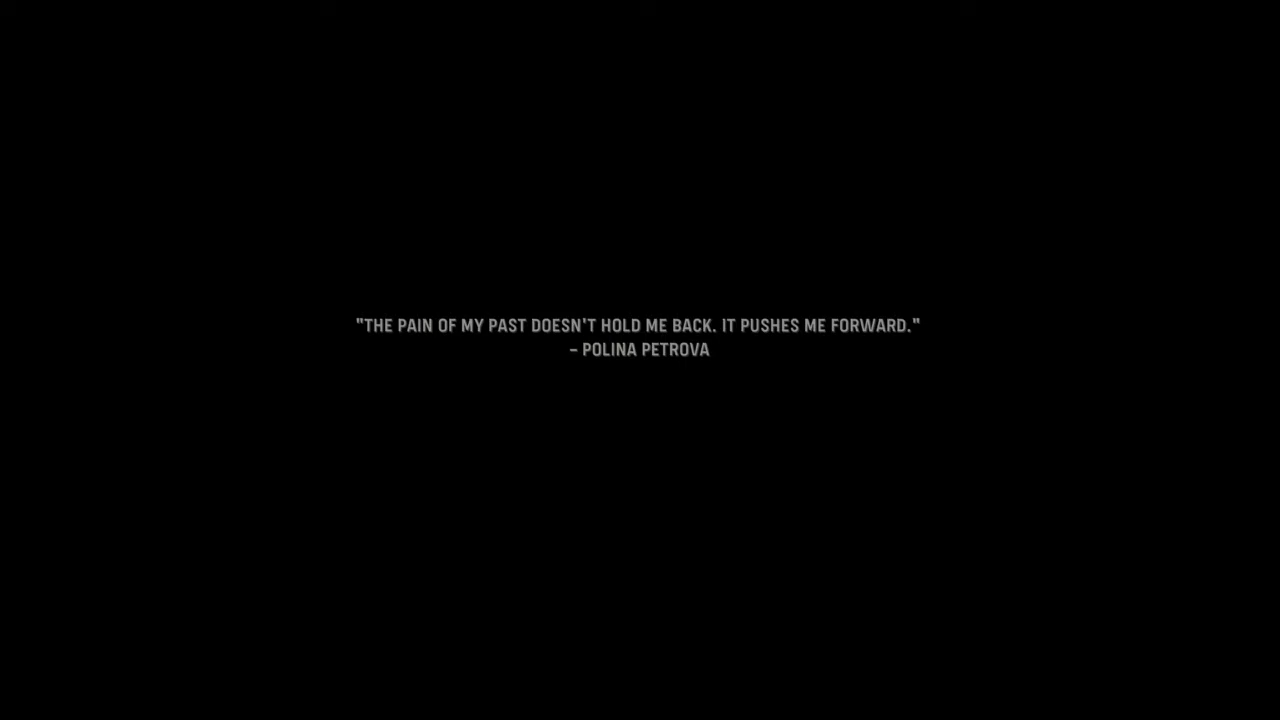 "THE PAIN OF MY PAST DOESN'T HOLD ME BACK. IT PUSHES ME FORWARD."
– POLINA PETROVA